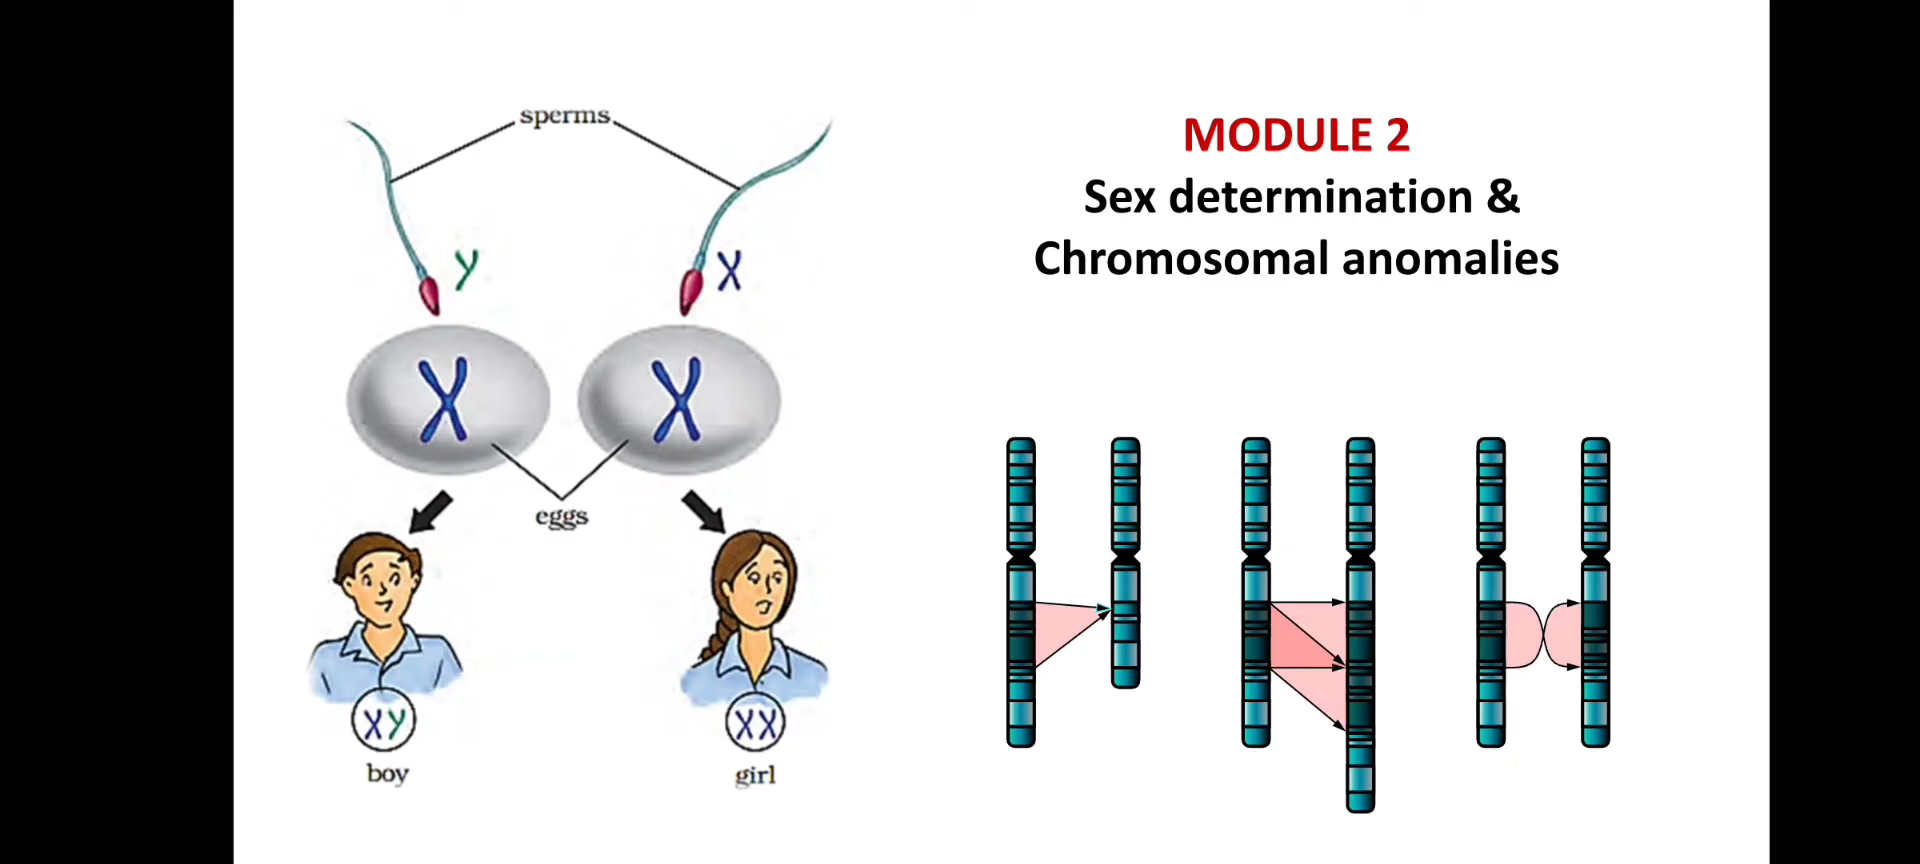 sperms
Y
X
X
X
eggs
XY
XX
boy
girl
MODULE 2
Sex determination &
Chromosomal anomalies